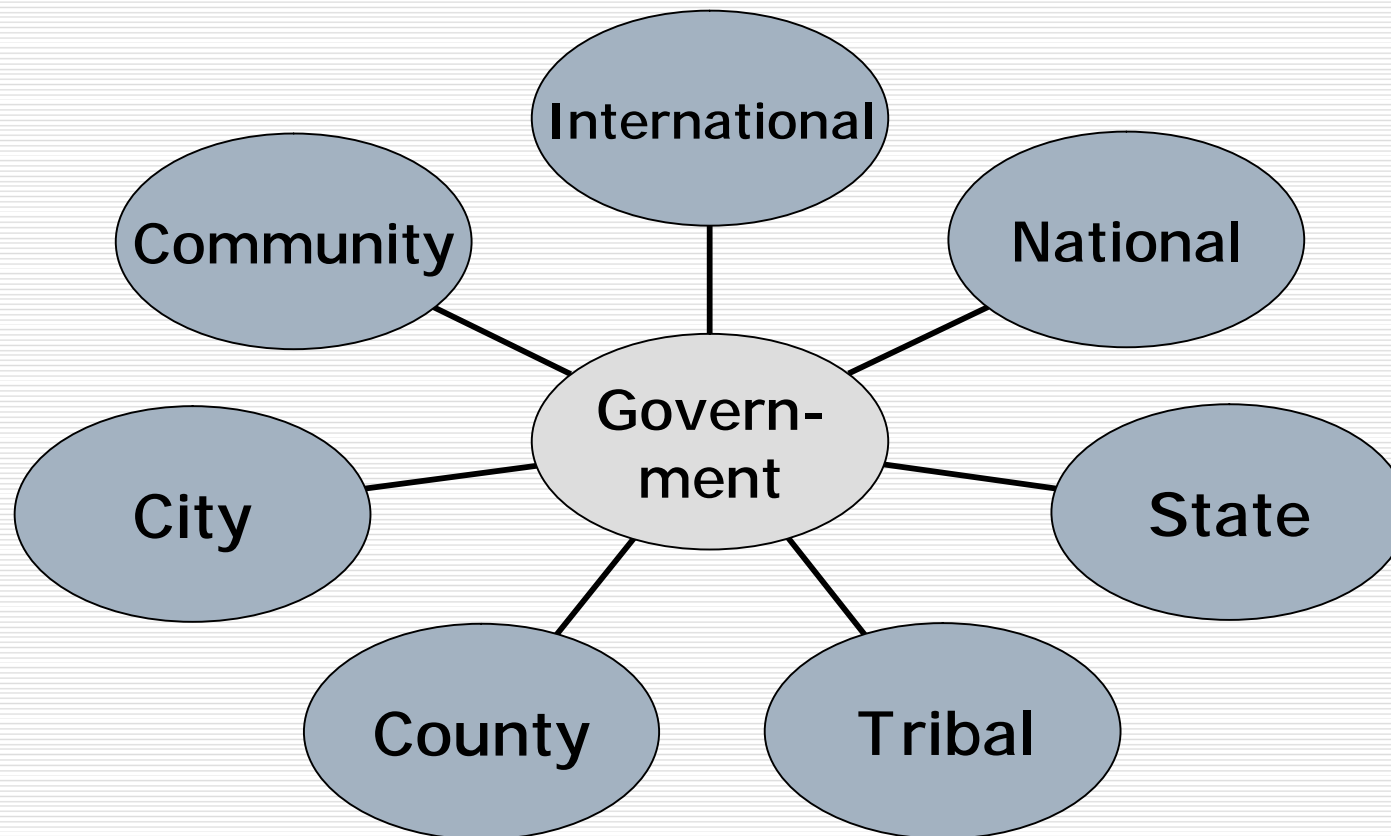 International
Community
National
Govern-
ment
City
State
County
Tribal